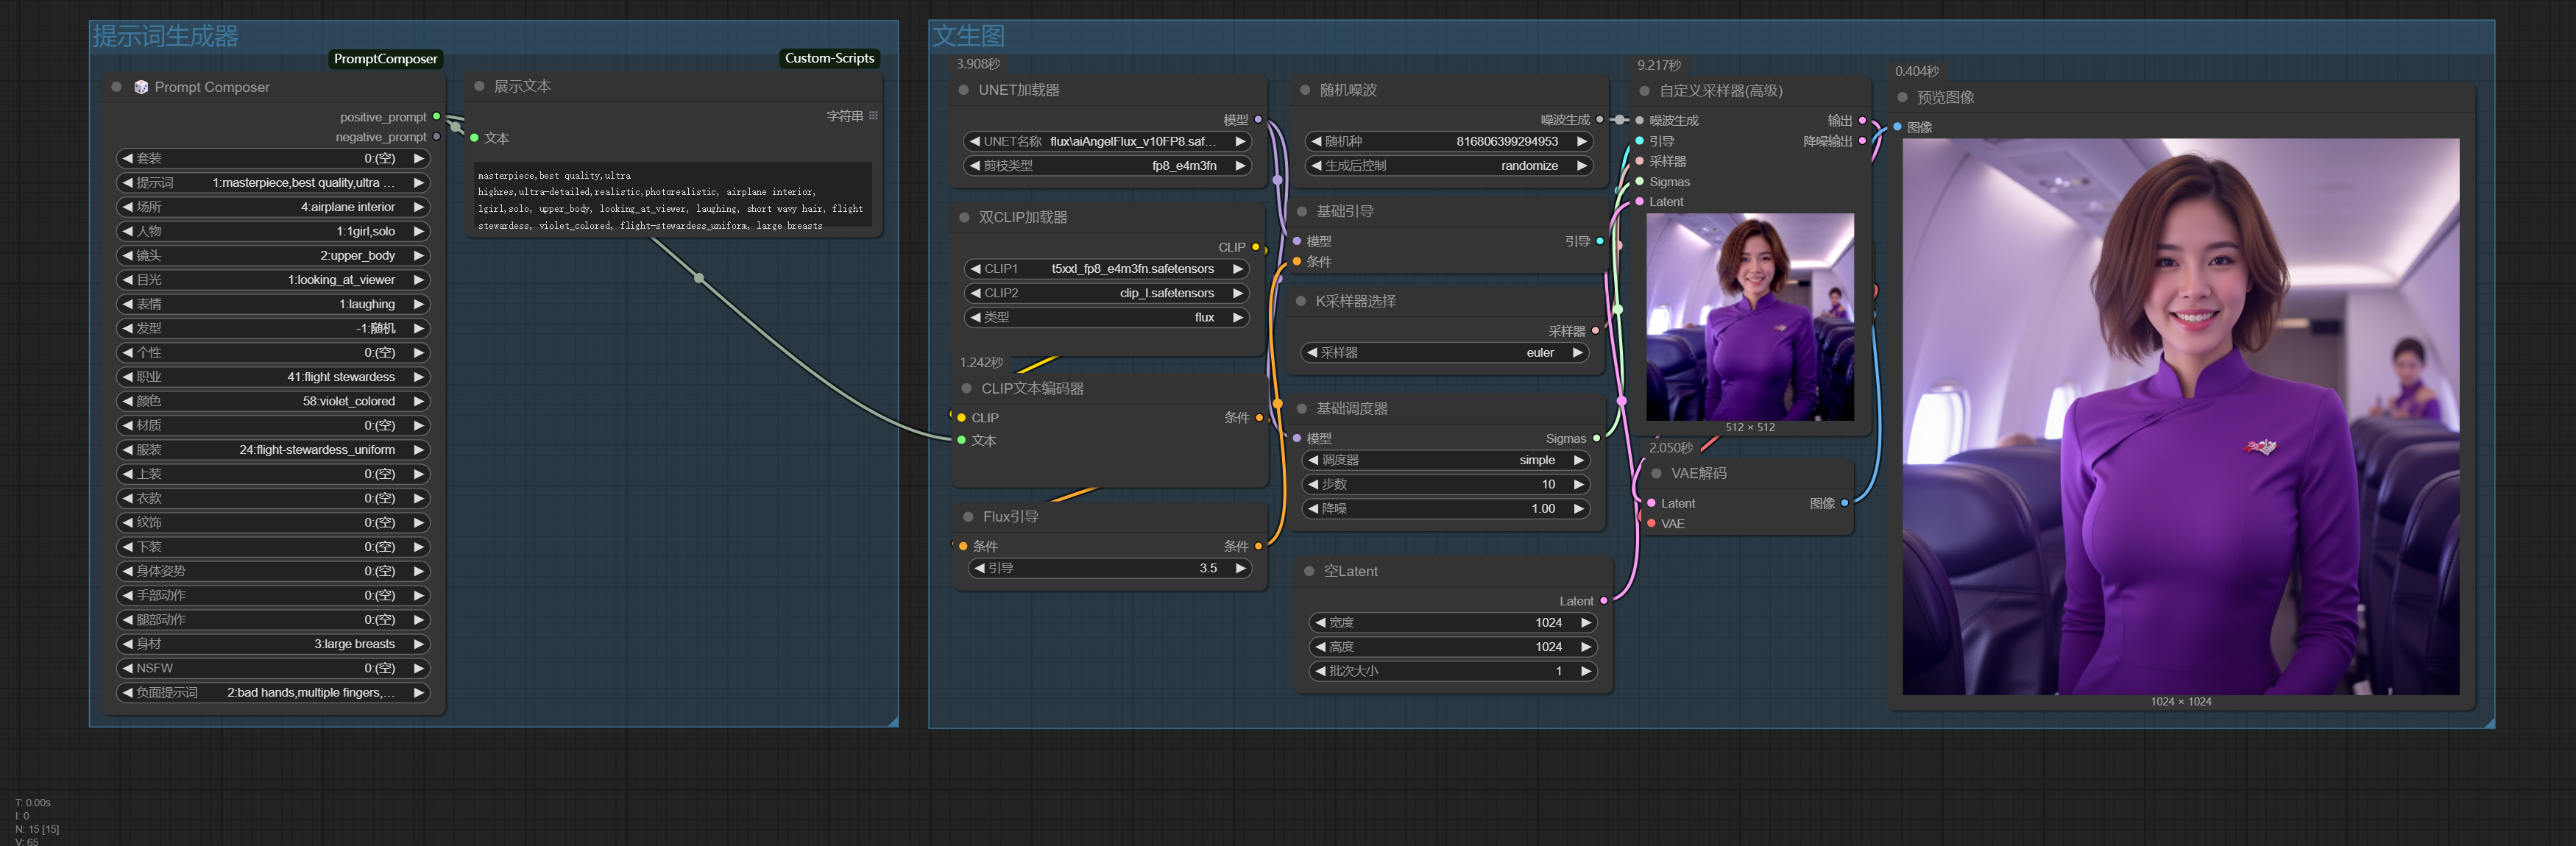 提示词生成器
PromptComposer
Custom-Scripts
Prompt Composer
positive_prompt
negative_prompt
套装 0:(空)
提示词 1:masterpiece,best quality,ultra ...
场所 4:airplane interior
人物 1:1girl,solo
镜头 2:upper_body
目光 1:looking_at_viewer
表情 1:laughing
发型 -1:随机
个性 0:(空)
职业 41:flight stewardess
颜色 58:violet_colored
材质 0:(空)
服装 24:flight-stewardess_uniform
上装 0:(空)
衣款 0:(空)
纹饰 0:(空)
下装 0:(空)
身体姿势 0:(空)
手部动作 0:(空)
腿部动作 0:(空)
身材 3:large breasts
NSFW 0:(空)
负面提示词 2:bad hands,multiple fingers,...
展示文本
字符串
文本
masterpiece,best quality,ultra
highres,ultra-detailed,realistic,photorealistic, airplane interior,
1girl,solo, upper_body, looking_at_viewer, laughing, short wavy hair, flight
stewardess, violet_colored, flight-stewardess_uniform, large breasts
文生图
3.908秒
UNET加载器
模型
UNET名称 flux\aiAngelFlux_v10FP8.saf...
剪枝类型 fp8_e4m3fn
双CLIP加载器
CLIP
CLIP1 t5xxl_fp8_e4m3fn.safetensors
CLIP2 clip_l.safetensors
类型 flux
1.242秒
CLIP文本编码器
CLIP 条件
文本
Flux引导
条件 条件
引导 3.5
随机噪波
噪波生成
随机种 816806399294953
生成后控制 randomize
基础引导
模型 引导
条件
K采样器选择
采样器
采样器 euler
基础调度器
模型 Sigmas
调度器 simple
步数 10
降噪 1.00
空Latent
Latent
宽度 1024
高度 1024
批次大小 1
9.217秒
自定义采样器(高级)
噪波生成 输出
引导 降噪输出
采样器
Sigmas
Latent
512 × 512
2.050秒
VAE解码
Latent 图像
VAE
0.404秒
预览图像
图像
1024 × 1024
T: 0.00s
I: 0
N: 15 [15]
V: 65